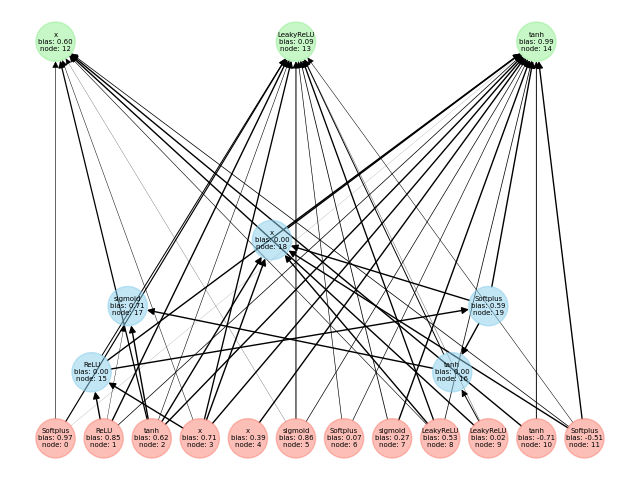 x
bias: 0.60
node: 12
LeakyReLU
bias: 0.09
node: 13
tanh
bias: 0.99
node: 14
x
bias: 0.00
node: 18
sigmoid
bias: 0.71
node: 17
Softplus
bias: 0.59
node: 19
ReLU
bias: 0.00
node: 15
tanh
bias: 0.00
node: 16
Softplus
bias: 0.97
node: 0
ReLU
bias: 0.85
node: 1
tanh
bias: 0.62
node: 2
x
bias: 0.71
node: 3
x
bias: 0.39
node: 4
sigmoid
bias: 0.86
node: 5
Softplus
bias: 0.07
node: 6
sigmoid
bias: 0.27
node: 7
LeakyReLU
bias: 0.53
node: 8
LeakyReLU
bias: 0.02
node: 9
tanh
bias: -0.71
node: 10
Softplus
bias: -0.51
node: 11